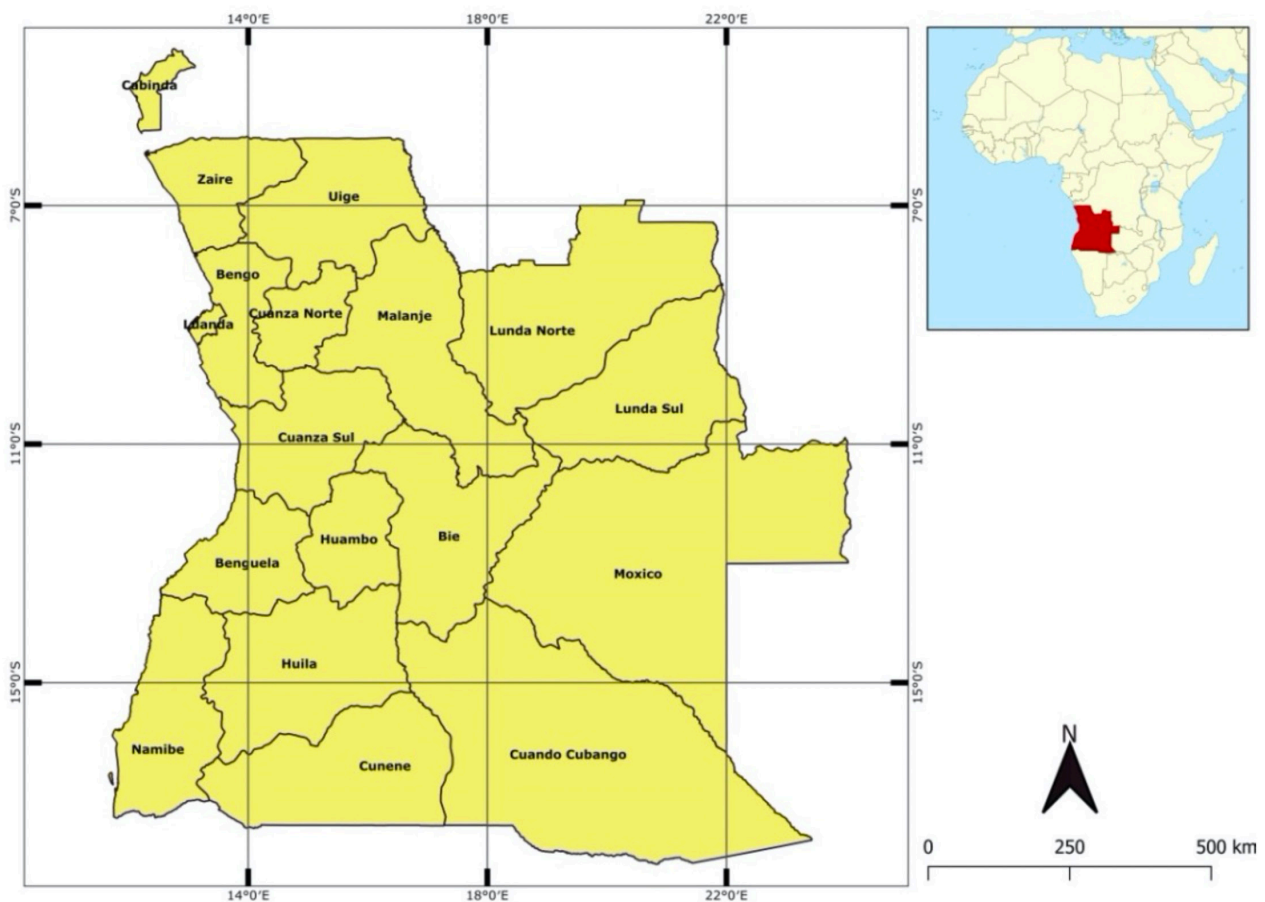 14°0'E 18°0'E 22°0'E
Cabinda
Zaire
Uige
7°0'S 7°0'S
Bengo
Luanda
Cuanza Norte
Malanje
Lunda Norte
Lunda Sul
Cuanza Sul
11°0'S 11°0'S
Huambo
Bie
Benguela
Moxico
Huila
15°0'S 15°0'S
Namibe
Cunene
Cuando Cubango
14°0'E 18°0'E 22°0'E
N
0 250 500 km